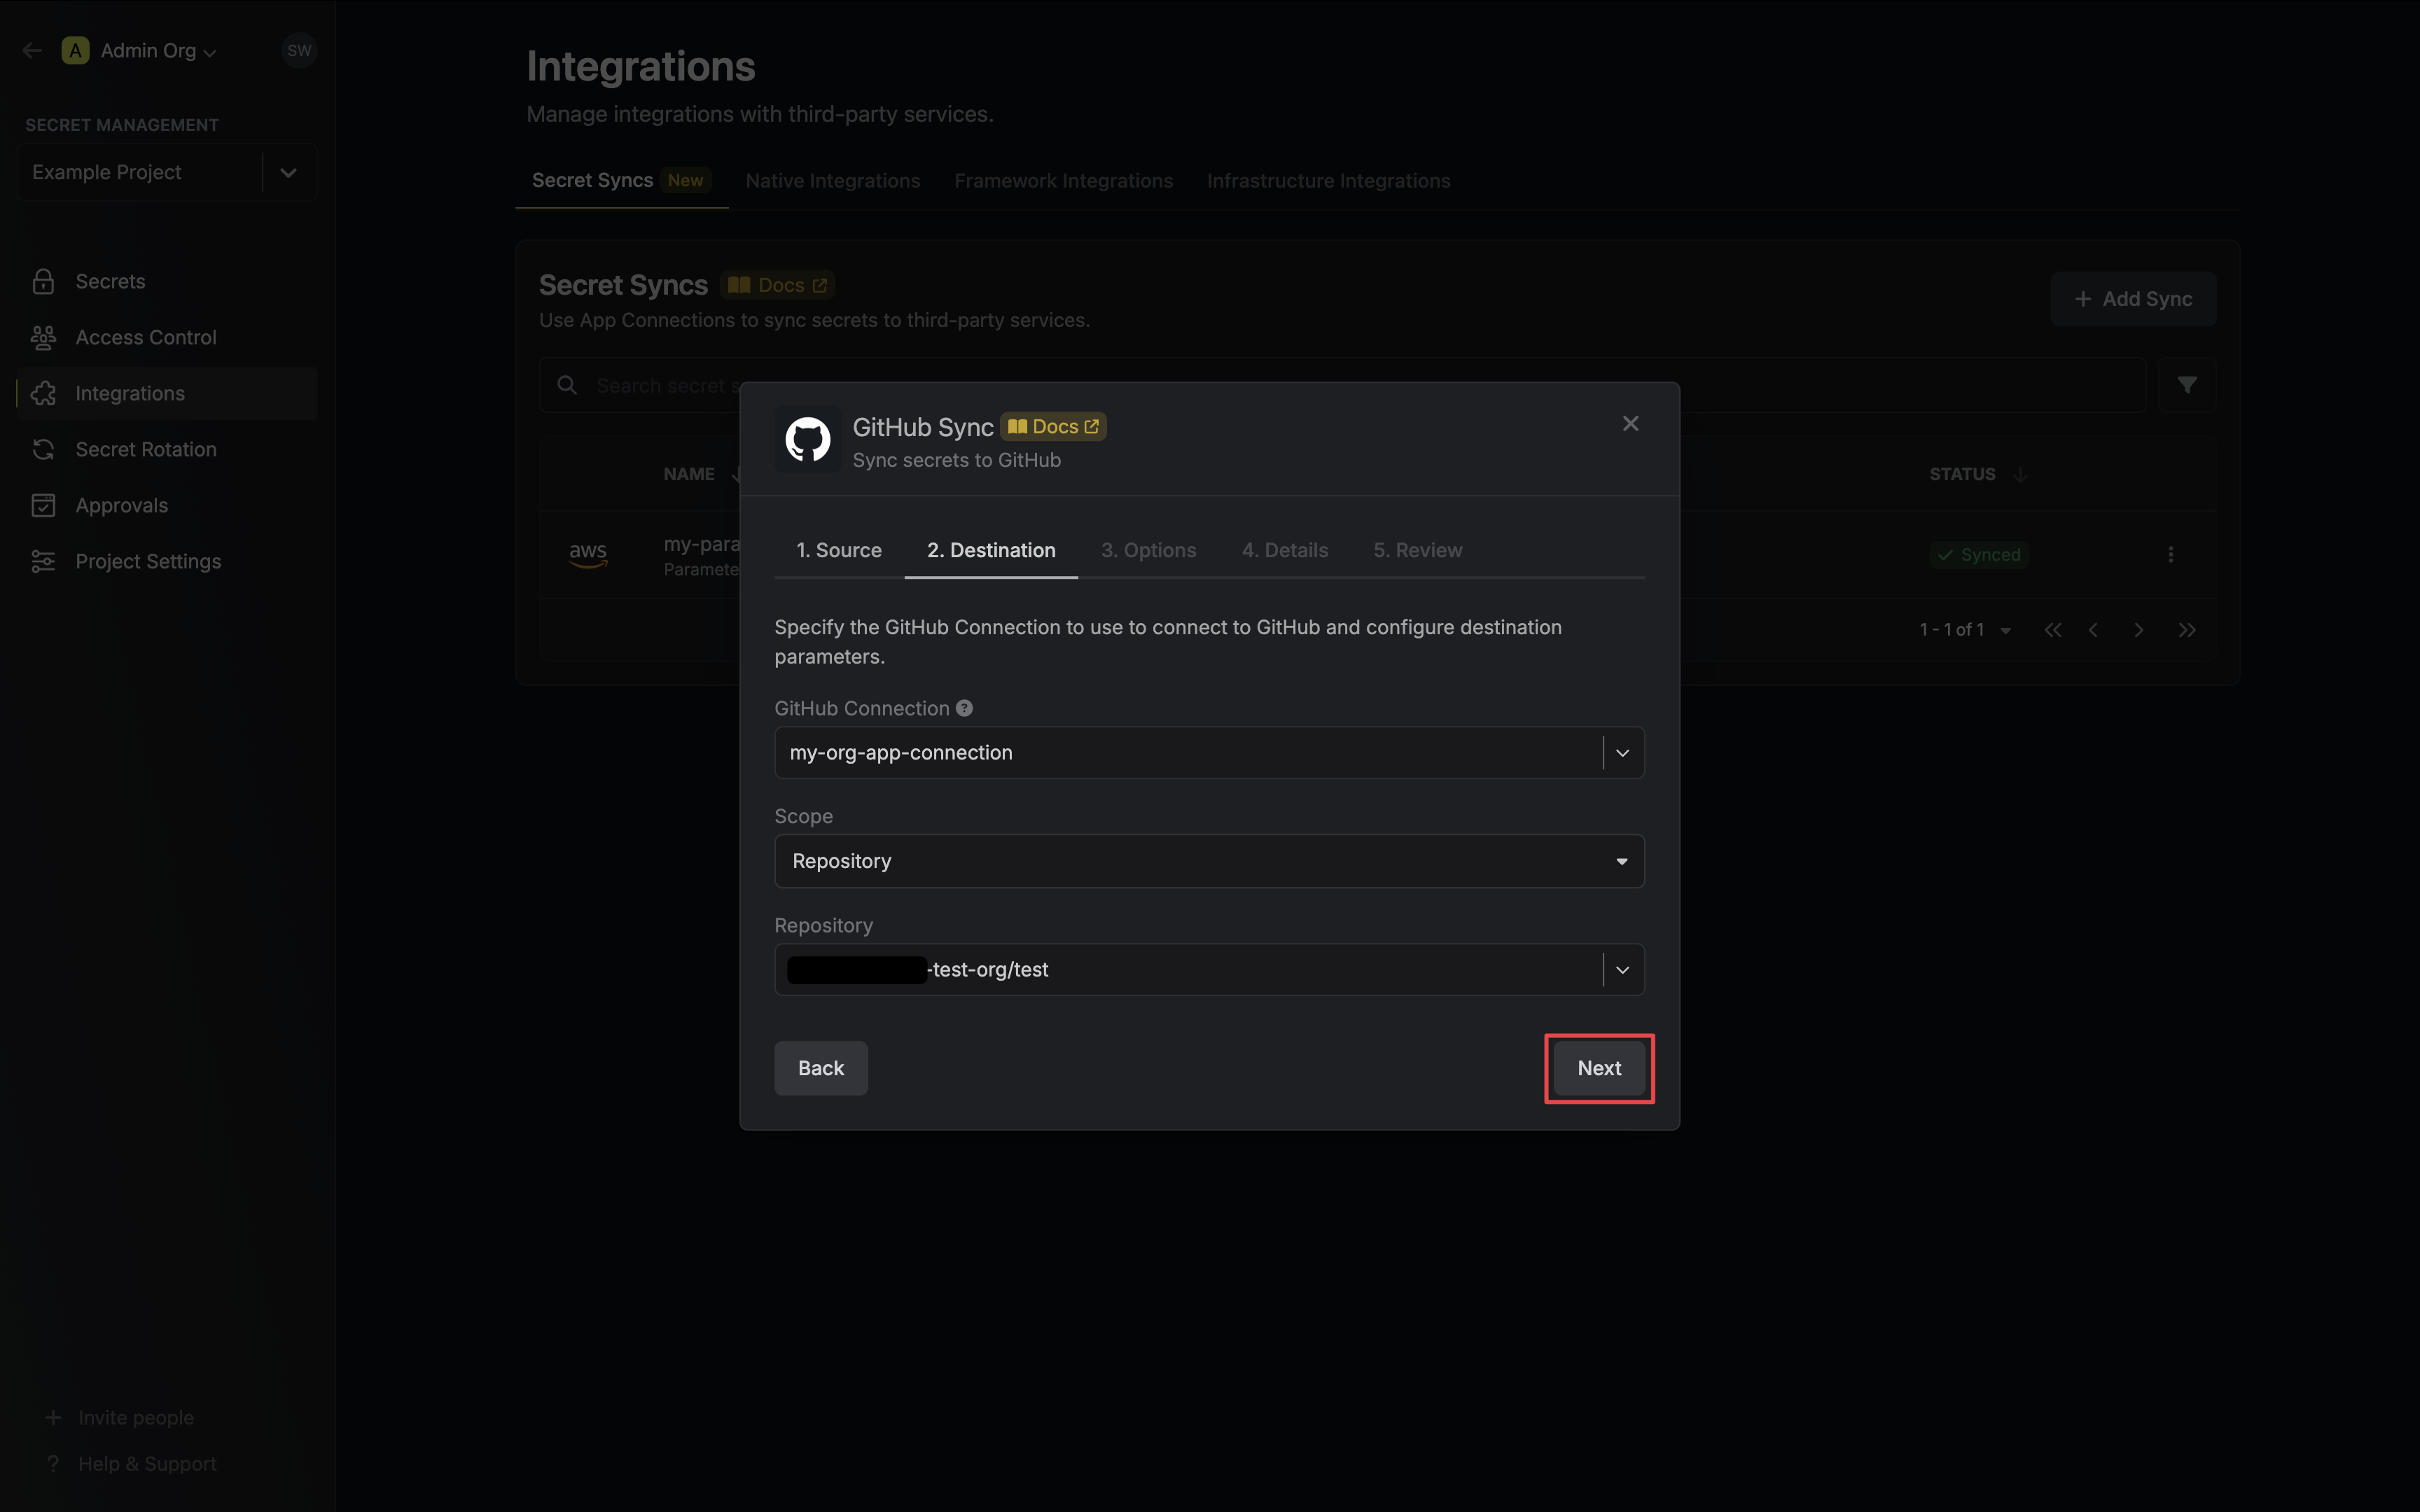 A Admin Org
SW
SECRET MANAGEMENT
Example Project
Secrets
Access Control
Integrations
Secret Rotation
Approvals
Project Settings
Invite people
Help & Support
Integrations
Manage integrations with third-party services.
Secret Syncs New Native Integrations Framework Integrations Infrastructure Integrations
Secret Syncs Docs
Use App Connections to sync secrets to third-party services.
Add Sync
Search secret s
NAME
STATUS
aws
my-para
Paramete
Synced
1 - 1 of 1
GitHub Sync Docs
Sync secrets to GitHub
1. Source 2. Destination 3. Options 4. Details 5. Review
Specify the GitHub Connection to use to connect to GitHub and configure destination
parameters.
GitHub Connection ?
my-org-app-connection
Scope
Repository
Repository
-test-org/test
Back
Next